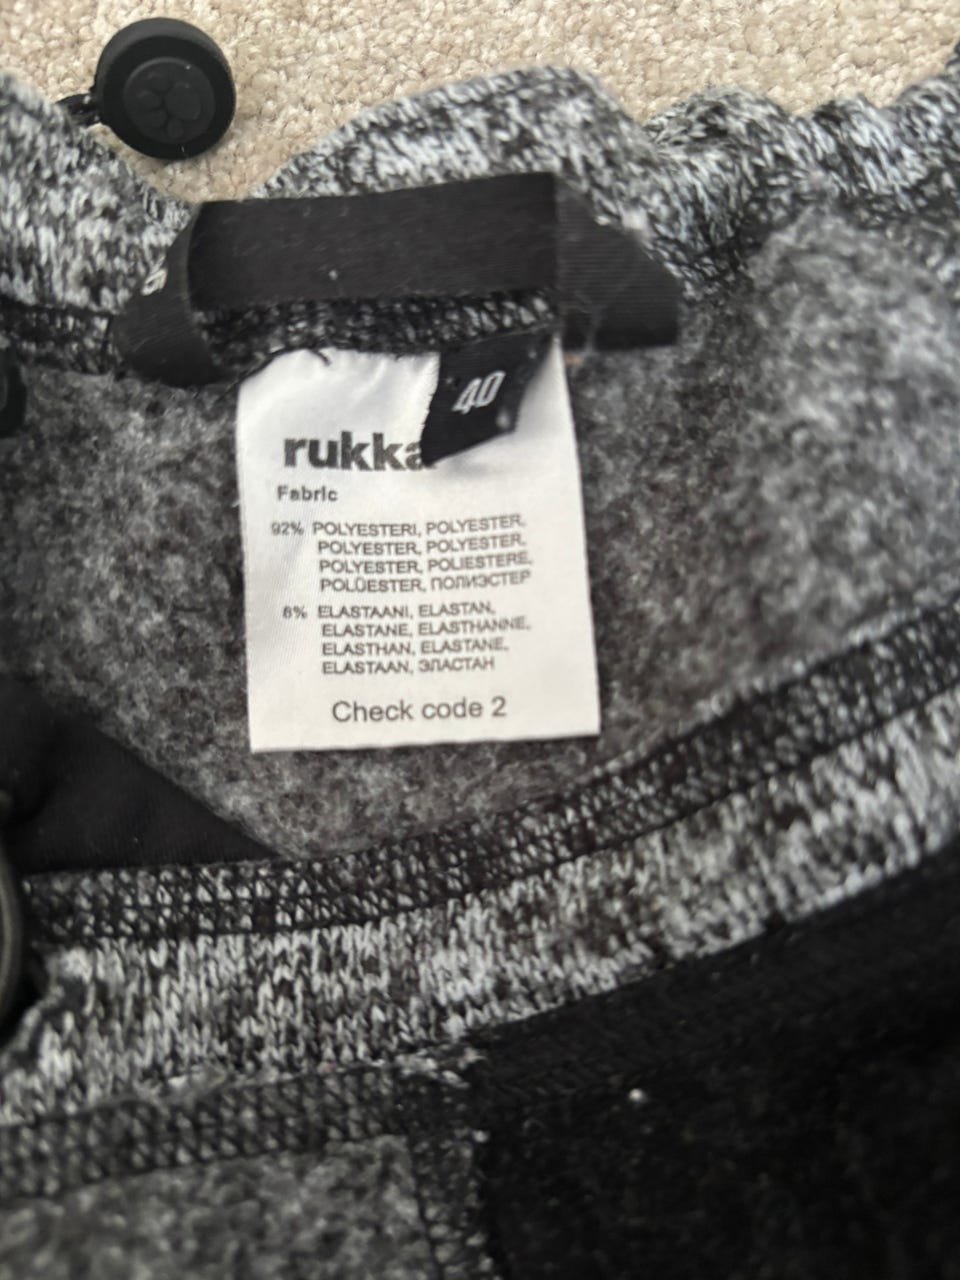 40
rukka
Fabric
92% POLYESTERI, POLYESTER,
POLYESTER, POLYESTER,
POLYESTER, POLIESTERE,
POLÜESTER, ПОЛИЭСТЕР
8% ELASTAANI, ELASTAN,
ELASTANE, ELASTHANNE,
ELASTHAN, ELASTANE,
ELASTAAN, ЭЛАСТАН
Check code 2